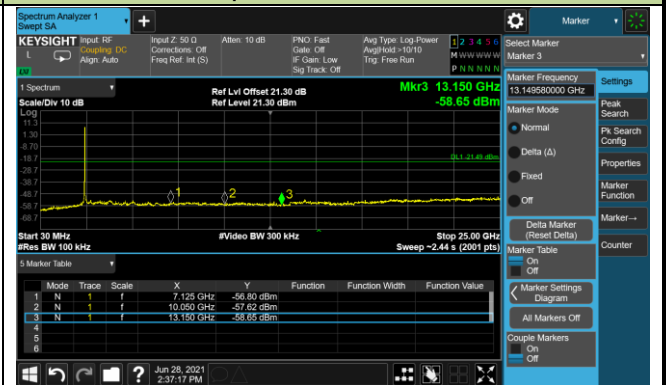 Spectrum Analyzer 1
Swept SA
Marker
KEYSIGHT
L
Input: RF
Coupling: DC
Align: Auto
Input Z: 50 Ω
Corrections: Off
Freq Ref: Int (S)
Atten: 10 dB
PNO: Fast
Gate: Off
IF Gain: Low
Sig Track: Off
Avg Type: Log-Power
Avg|Hold:>10/10
Trig: Free Run
1 2 3 4 5 6
M W W W W W
P N N N N N
Select Marker
Marker 3
1 Spectrum
Scale/Div 10 dB
Log
Ref Lvl Offset 21.30 dB
Ref Level 21.30 dBm
Mkr3 13.150 GHz
-58.65 dBm
11.3
1.30
-8.70
-18.7
-28.7
-38.7
-48.7
-58.7
-68.7
DL1 -21.49 dBm
1
2
3
Start 30 MHz
#Res BW 100 kHz
#Video BW 300 kHz
Stop 25.00 GHz
Sweep ~2.44 s (2001 pts)
5 Marker Table
Mode Trace Scale X Y Function Function Width Function Value
1 N 1 f 7.125 GHz -56.80 dBm
2 N 1 f 10.050 GHz -57.62 dBm
3 N 1 f 13.150 GHz -58.65 dBm
4
5
6
Marker Frequency
13.149580000 GHz
Marker Mode
Normal
Delta (Δ)
Fixed
Off
Delta Marker
(Reset Delta)
Marker Table
On
Off
Marker Settings
Diagram
All Markers Off
Couple Markers
On
Off
Settings
Peak
Search
Pk Search
Config
Properties
Marker
Function
Marker→
Counter
?
Jun 28, 2021
2:37:17 PM